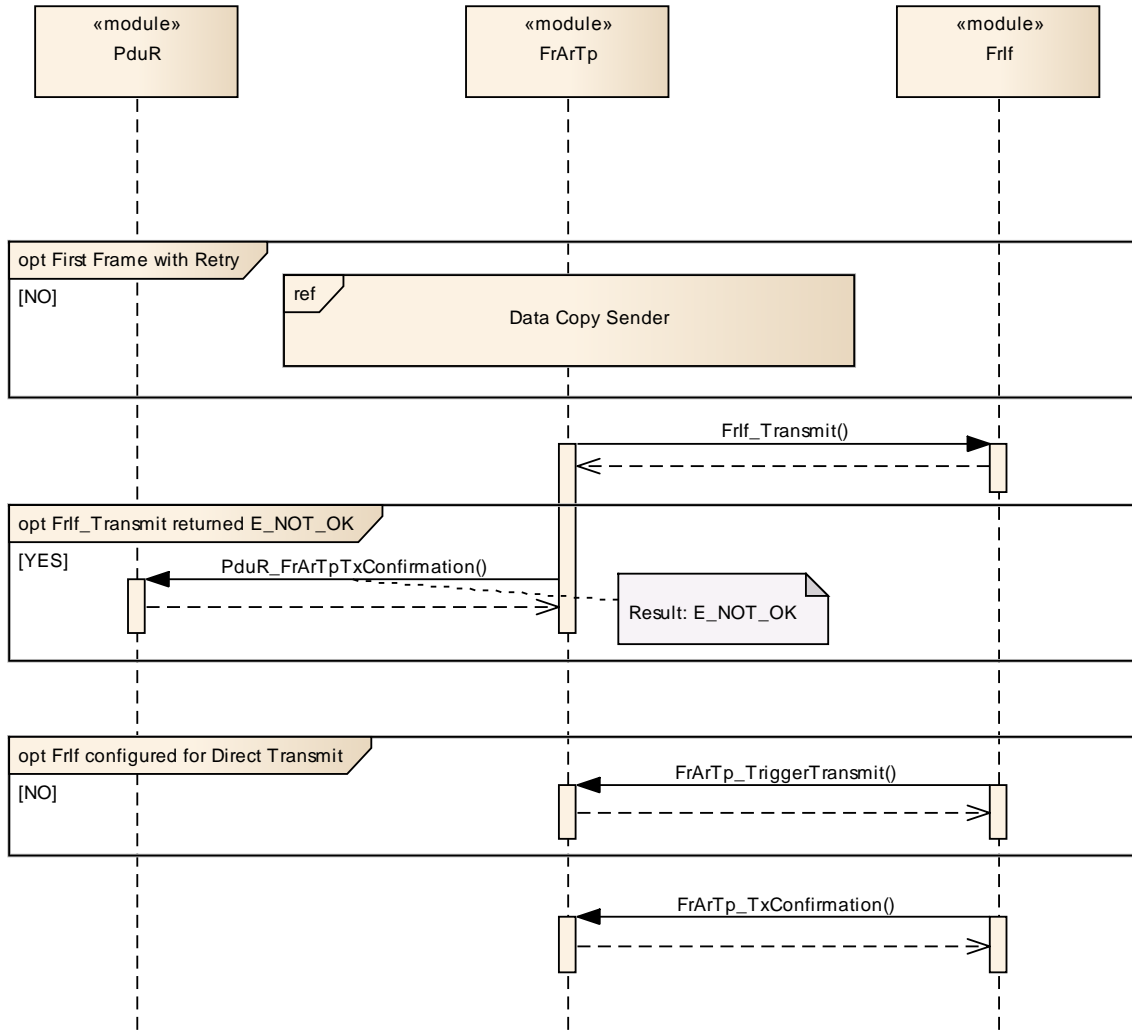 «module»
PduR
«module»
FrArTp
«module»
FrIf
opt First Frame with Retry
[NO]
ref
Data Copy Sender
FrIf_Transmit()
opt FrIf_Transmit returned E_NOT_OK
[YES]
PduR_FrArTpTxConfirmation()
Result: E_NOT_OK
opt FrIf configured for Direct Transmit
[NO]
FrArTp_TriggerTransmit()
FrArTp_TxConfirmation()